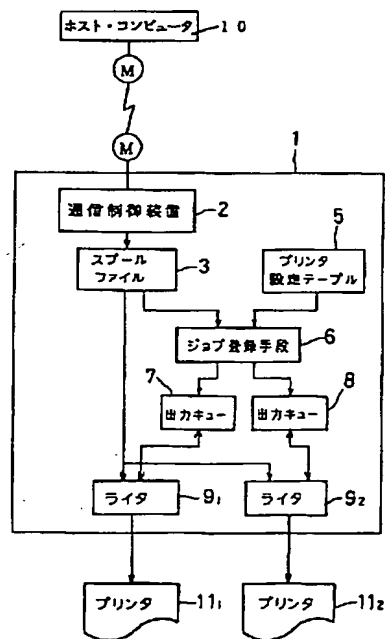 ホスト・コンピュータ 10
M
M
1
通信制御装置 2
スプール
ファイル 3
5
プリンタ
設定テーブル
ジョブ登録手段 6
7
出力キュー
出力キュー 8
ライタ 9₁
ライタ 9₂
プリンタ 11₁
プリンタ 11₂